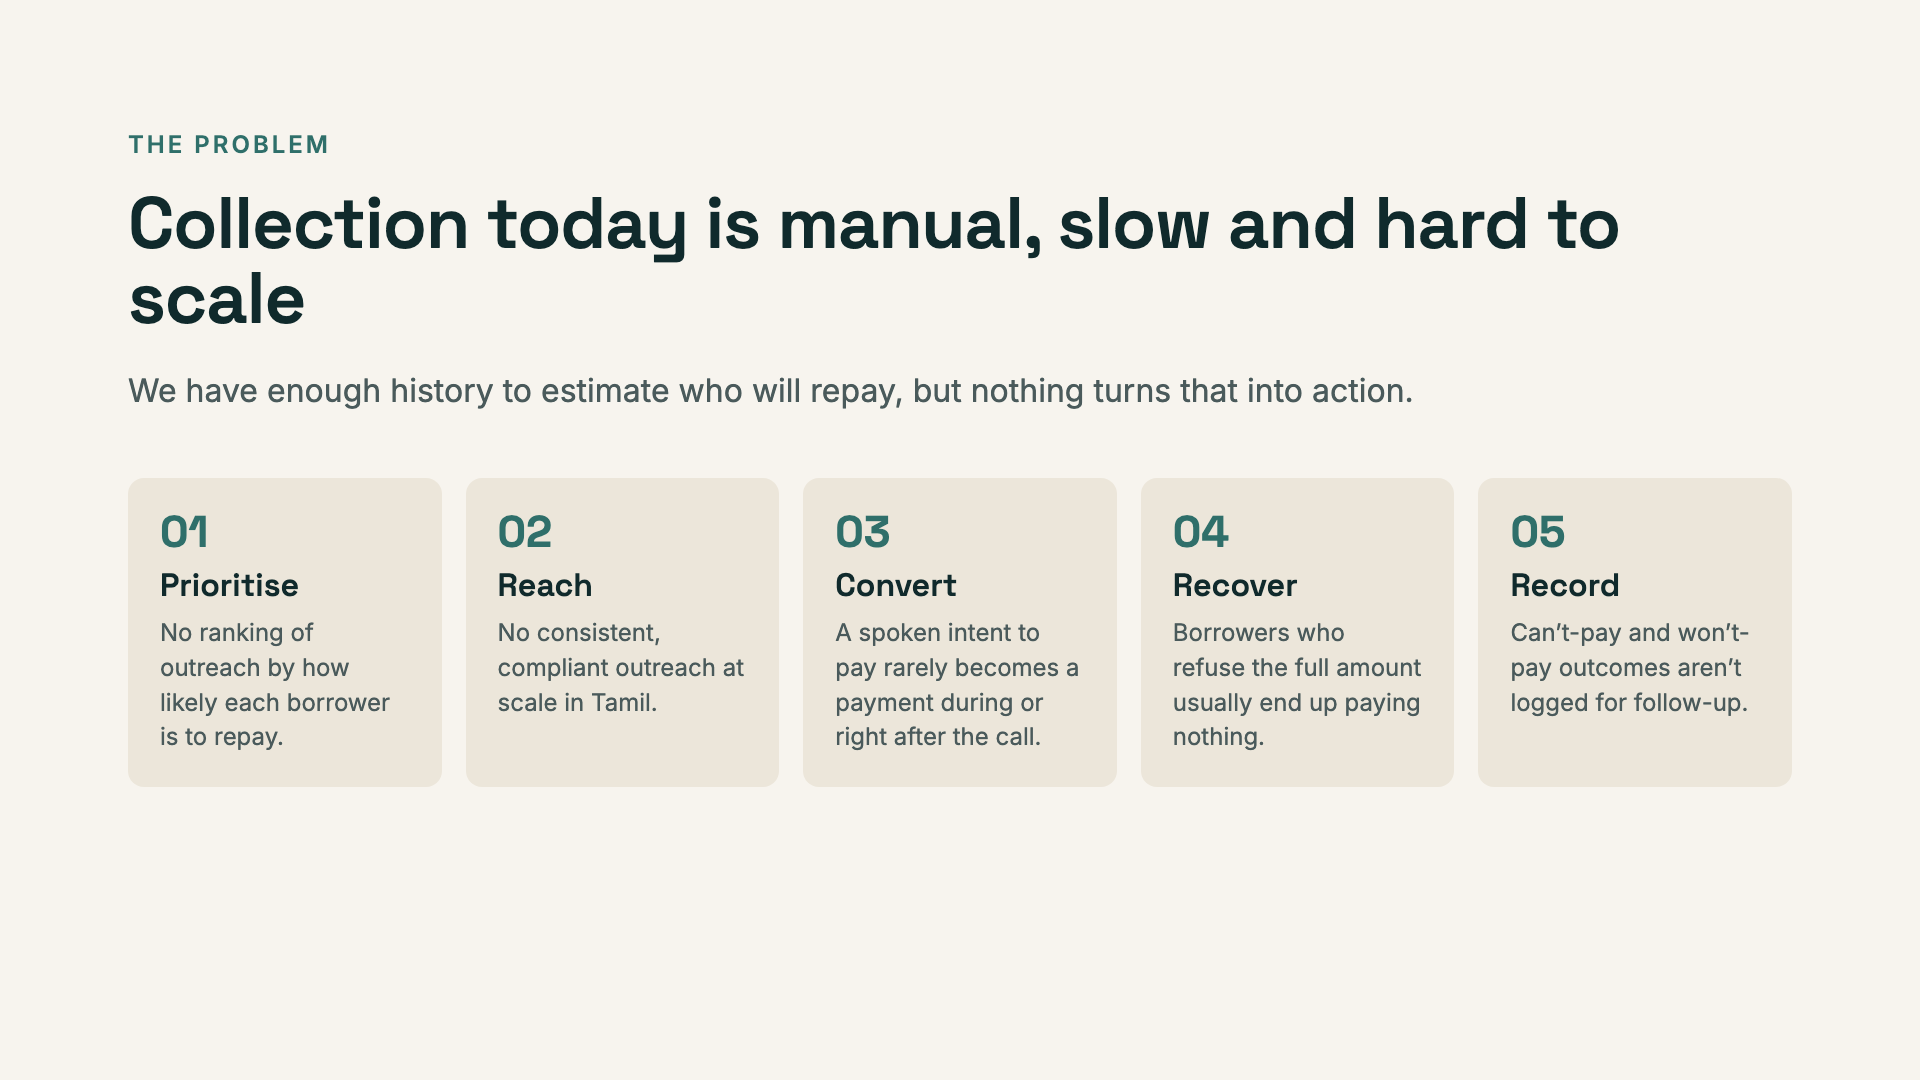 THE PROBLEM
Collection today is manual, slow and hard to
scale
We have enough history to estimate who will repay, but nothing turns that into action.
01
Prioritise
No ranking of
outreach by how
likely each borrower
is to repay.
02
Reach
No consistent,
compliant outreach at
scale in Tamil.
03
Convert
A spoken intent to
pay rarely becomes a
payment during or
right after the call.
04
Recover
Borrowers who
refuse the full amount
usually end up paying
nothing.
05
Record
Can’t-pay and won’t-
pay outcomes aren’t
logged for follow-up.